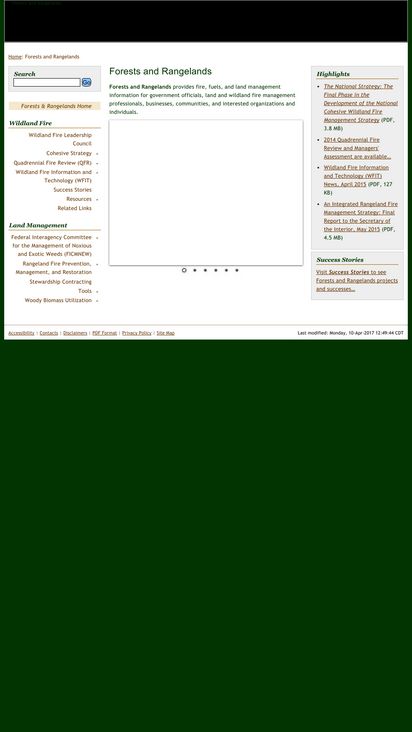 Home: Forests and Rangelands
Search
Go
Forests & Rangelands Home
Wildland Fire
Wildland Fire Leadership
Council
Cohesive Strategy
Quadrennial Fire Review (QFR)
Wildland Fire Information and
Technology (WFIT)
Success Stories
Resources
Related Links
Land Management
Federal Interagency Committee
for the Management of Noxious
and Exotic Weeds (FICMNEW)
Rangeland Fire Prevention,
Management, and Restoration
Stewardship Contracting
Tools
Woody Biomass Utilization
Forests and Rangelands
Forests and Rangelands provides fire, fuels, and land management
information for government officials, land and wildland fire management
professionals, businesses, communities, and interested organizations and
individuals.
Highlights
The National Strategy: The
Final Phase in the
Development of the National
Cohesive Wildland Fire
Management Strategy (PDF,
3.8 MB)
2014 Quadrennial Fire
Review and Managers'
Assessment are available...
Wildland Fire Information
and Technology (WFIT)
News, April 2015 (PDF, 127
KB)
An Integrated Rangeland Fire
Management Strategy: Final
Report to the Secretary of
the Interior, May 2015 (PDF,
4.5 MB)
Success Stories
Visit Success Stories to see
Forests and Rangelands projects
and successes...
Accessibility | Contacts | Disclaimers | PDF Format | Privacy Policy | Site Map
Last modified: Monday, 10-Apr-2017 12:49:44 CDT